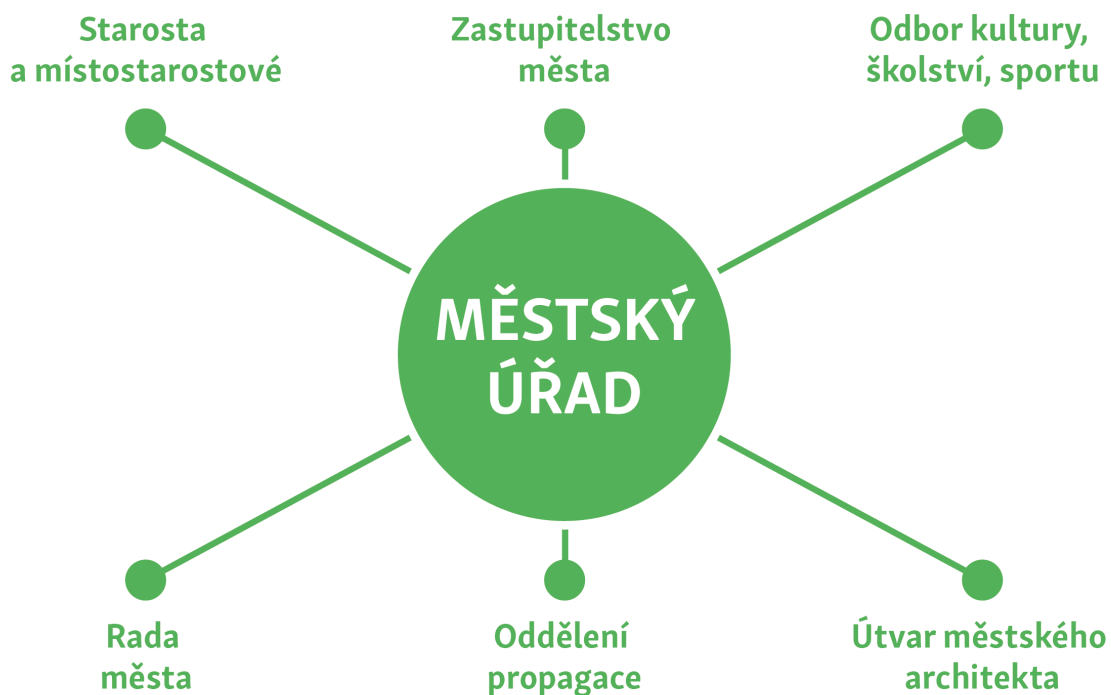 Starosta
a místostarostové
Zastupitelstvo
města
Odbor kultury,
školství, sportu
MĚSTSKÝ
ÚŘAD
Rada
města
Oddělení
propagace
Útvar městského
architekta